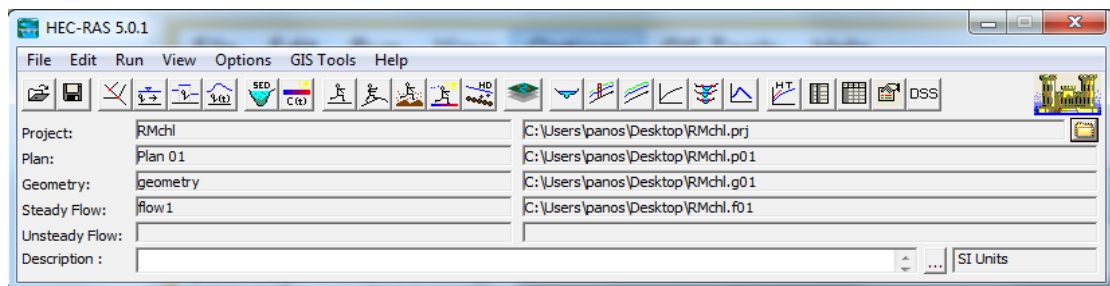 HEC-RAS 5.0.1
File Edit Run View Options GIS Tools Help
SED C(t) HD HT DSS
Project: RMchl C:\Users\panos\Desktop\RMchl.prj
Plan: Plan 01 C:\Users\panos\Desktop\RMchl.p01
Geometry: geometry C:\Users\panos\Desktop\RMchl.g01
Steady Flow: flow1 C:\Users\panos\Desktop\RMchl.f01
Unsteady Flow:
Description : ... SI Units